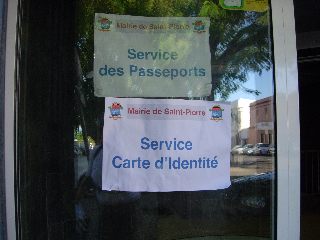 Mairie de Saint-Pierre
Service
des Passeports
Mairie de Saint-Pierre
Service
Carte d'Identité